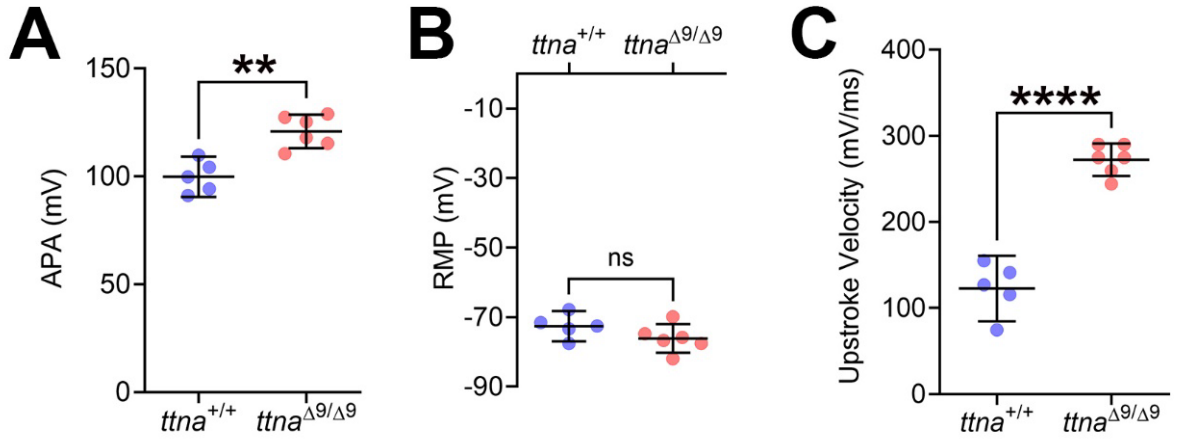 A
APA (mV)
150
100
50
0
**
ttna+/+
ttnaΔ9/Δ9
B
ttna+/+
ttnaΔ9/Δ9
RMP (mV)
-10
-30
-50
-70
-90
ns
C
Upstroke Velocity (mV/ms)
400
300
200
100
0
****
ttna+/+
ttnaΔ9/Δ9